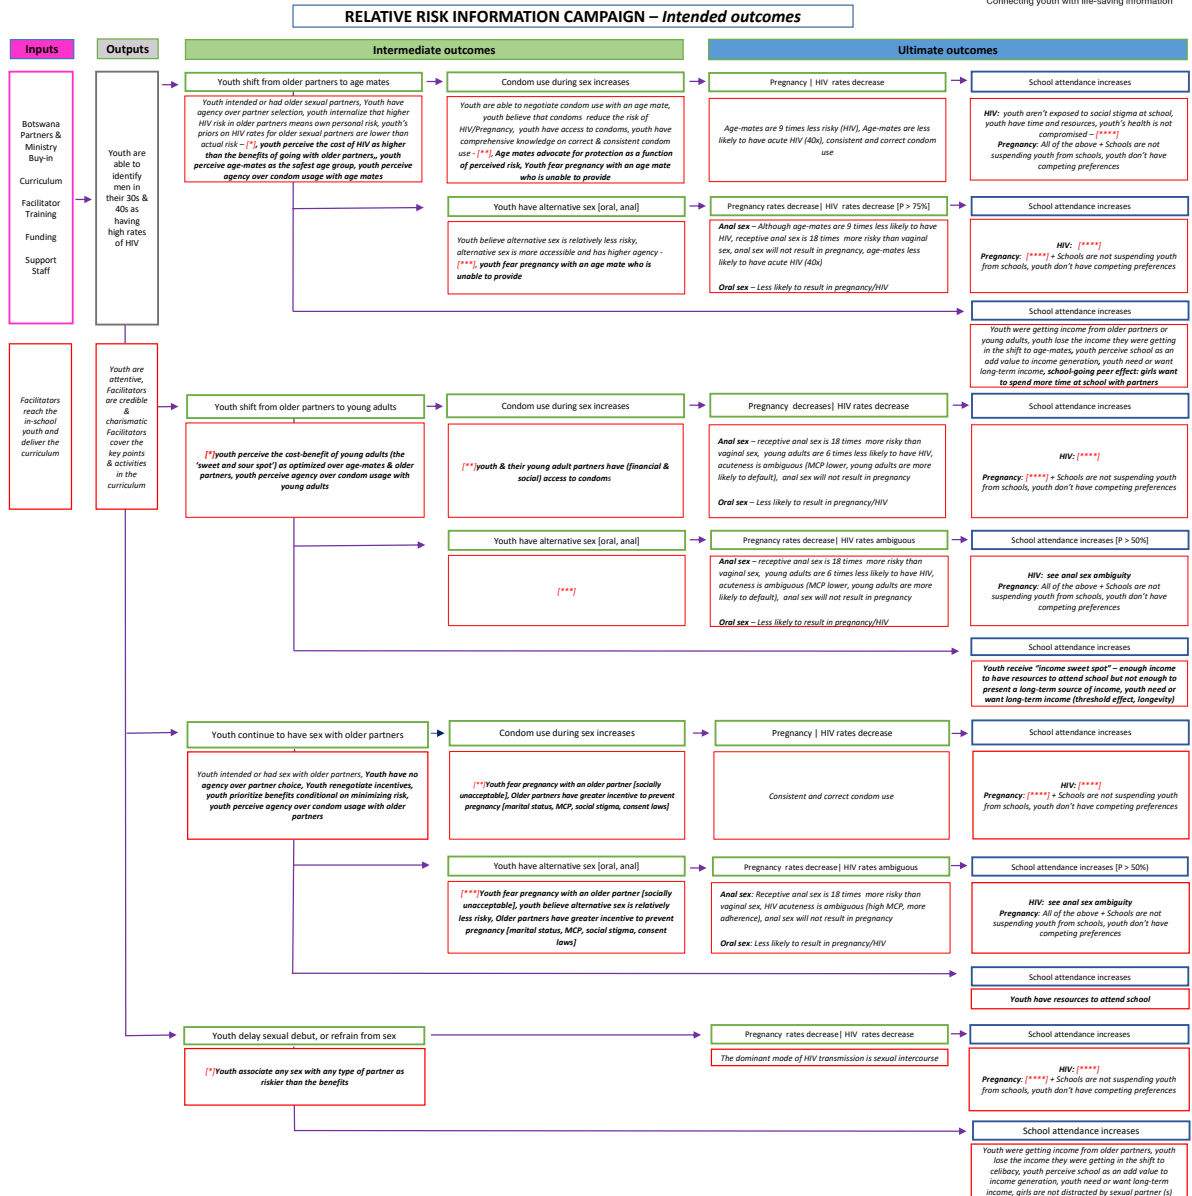 Connecting youth with life-saving information
RELATIVE RISK INFORMATION CAMPAIGN – Intended outcomes
Inputs
Outputs
Intermediate outcomes
Ultimate outcomes
Botswana
Partners &
Ministry
Buy-in
Curriculum
Facilitator
Training
Funding
Support
Staff
Facilitators
reach the
in-school
youth and
deliver the
curriculum
Youth are
able to
identify
men in
their 30s &
40s as
having
high rates
of HIV
Youth are
attentive,
Facilitators
are credible
&
charismatic
Facilitators
cover the
key points
& activities
in the
curriculum
Youth shift from older partners to age mates
Youth intended or had older sexual partners, Youth have
agency over partner selection, youth internalize that higher
HIV risk in older partners means own personal risk, youth's
priors on HIV rates for older sexual partners are lower than
actual risk – [*], youth perceive the cost of HIV as higher
than the benefits of going with older partners,, youth
perceive age-mates as the safest age group, youth perceive
agency over condom usage with age mates
Condom use during sex increases
Youth are able to negotiate condom use with an age mate,
youth believe that condoms reduce the risk of
HIV/Pregnancy, youth have access to condoms, youth have
comprehensive knowledge on correct & consistent condom
use - [**], Age mates advocate for protection as a function
of perceived risk, Youth fear pregnancy with an age mate
who is unable to provide
Pregnancy | HIV rates decrease
Age-mates are 9 times less risky (HIV), Age-mates are less
likely to have acute HIV (40x), consistent and correct condom
use
School attendance increases
HIV: youth aren't exposed to social stigma at school,
youth have time and resources, youth's health is not
compromised – [****]
Pregnancy: All of the above + Schools are not
suspending youth from schools, youth don't have
competing preferences
Youth have alternative sex [oral, anal]
Youth believe alternative sex is relatively less risky,
alternative sex is more accessible and has higher agency -
[***], youth fear pregnancy with an age mate who is
unable to provide
Pregnancy rates decrease| HIV rates decrease [P > 75%]
Anal sex – Although age-mates are 9 times less likely to have
HIV, receptive anal sex is 18 times more risky than vaginal
sex, anal sex will not result in pregnancy, age-mates less
likely to have acute HIV (40x)
Oral sex – Less likely to result in pregnancy/HIV
School attendance increases
HIV: [****]
Pregnancy: [****] + Schools are not suspending youth
from schools, youth don't have competing preferences
School attendance increases
Youth were getting income from older partners or
young adults, youth lose the income they were getting
in the shift to age-mates, youth perceive school as an
add value to income generation, youth need or want
long-term income, school-going peer effect: girls want
to spend more time at school with partners
Youth shift from older partners to young adults
[*]youth perceive the cost-benefit of young adults (the
'sweet and sour spot') as optimized over age-mates & older
partners, youth perceive agency over condom usage with
young adults
Condom use during sex increases
[**]youth & their young adult partners have (financial &
social) access to condoms
Pregnancy decreases| HIV rates decrease
Anal sex – receptive anal sex is 18 times more risky than
vaginal sex, young adults are 6 times less likely to have HIV,
acuteness is ambiguous (MCP lower, young adults are more
likely to default), anal sex will not result in pregnancy
Oral sex – Less likely to result in pregnancy/HIV
School attendance increases
HIV: [****]
Pregnancy: [****] + Schools are not suspending youth
from schools, youth don't have competing preferences
Youth have alternative sex [oral, anal]
[***]
Pregnancy rates decrease| HIV rates ambiguous
Anal sex – receptive anal sex is 18 times more risky than
vaginal sex, young adults are 6 times less likely to have HIV,
acuteness is ambiguous (MCP lower, young adults are more
likely to default), anal sex will not result in pregnancy
Oral sex – Less likely to result in pregnancy/HIV
School attendance increases [P > 50%]
HIV: see anal sex ambiguity
Pregnancy: All of the above + Schools are not
suspending youth from schools, youth don't have
competing preferences
School attendance increases
Youth receive "income sweet spot" – enough income
to have resources to attend school but not enough to
present a long-term source of income, youth need or
want long-term income (threshold effect, longevity)
Youth continue to have sex with older partners
Youth intended or had sex with older partners, Youth have no
agency over partner choice, Youth renegotiate incentives,
youth prioritize benefits conditional on minimizing risk,
youth perceive agency over condom usage with older
partners
Condom use during sex increases
[**]Youth fear pregnancy with an older partner [socially
unacceptable], Older partners have greater incentive to prevent
pregnancy [marital status, MCP, social stigma, consent laws]
Pregnancy | HIV rates decrease
Consistent and correct condom use
School attendance increases
HIV: [****]
Pregnancy: [****] + Schools are not suspending youth
from schools, youth don't have competing preferences
Youth have alternative sex [oral, anal]
[***]Youth fear pregnancy with an older partner [socially
unacceptable], youth believe alternative sex is relatively
less risky, Older partners have greater incentive to prevent
pregnancy [marital status, MCP, social stigma, consent
laws]
Pregnancy rates decrease| HIV rates ambiguous
Anal sex: Receptive anal sex is 18 times more risky than
vaginal sex, HIV acuteness is ambiguous (high MCP, more
adherence), anal sex will not result in pregnancy
Oral sex: Less likely to result in pregnancy/HIV
School attendance increases [P > 50%)
HIV: see anal sex ambiguity
Pregnancy: All of the above + Schools are not
suspending youth from schools, youth don't have
competing preferences
School attendance increases
Youth have resources to attend school
Youth delay sexual debut, or refrain from sex
[*]Youth associate any sex with any type of partner as
riskier than the benefits
Pregnancy rates decrease| HIV rates decrease
The dominant mode of HIV transmission is sexual intercourse
School attendance increases
HIV: [****]
Pregnancy: [****] + Schools are not suspending youth
from schools, youth don't have competing preferences
School attendance increases
Youth were getting income from older partners, youth
lose the income they were getting in the shift to
celibacy, youth perceive school as an add value to
income generation, youth need or want long-term
income, girls are not distracted by sexual partner (s)